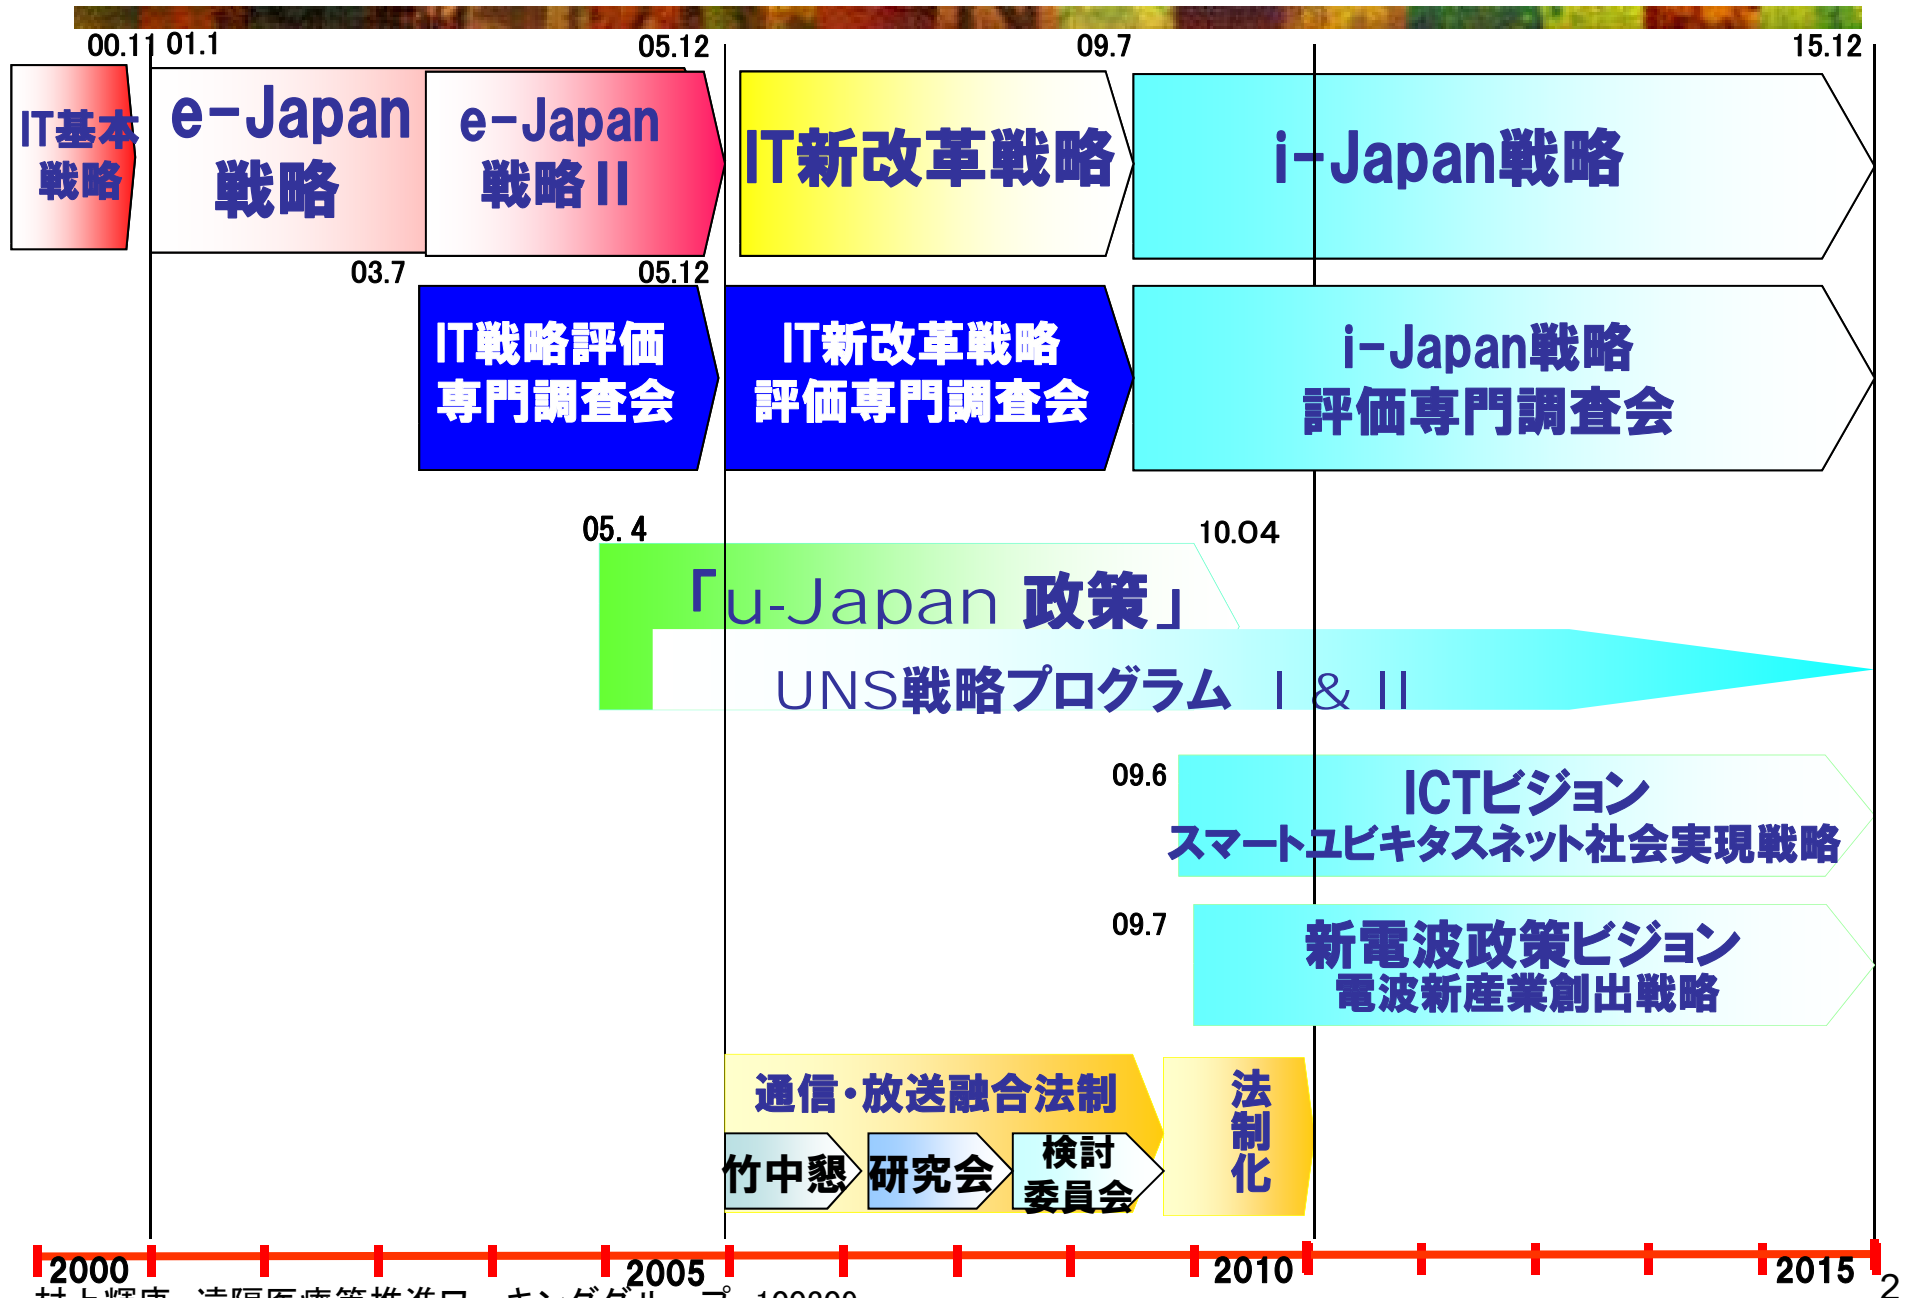 00.11 01.1 05.12 09.7 15.12
IT基本
戦略
e-Japan
戦略
e-Japan
戦略II
IT新改革戦略
i-Japan戦略
03.7 05.12
IT戦略評価
専門調査会
IT新改革戦略
評価専門調査会
i-Japan戦略
評価専門調査会
05.4 10.04
「u-Japan 政策」
UNS戦略プログラム I & II
09.6
ICTビジョン
スマートユビキタスネット社会実現戦略
09.7
新電波政策ビジョン
電波新産業創出戦略
通信・放送融合法制
竹中懇
研究会
検討
委員会
法制化
2000 2005 2010 2015
2